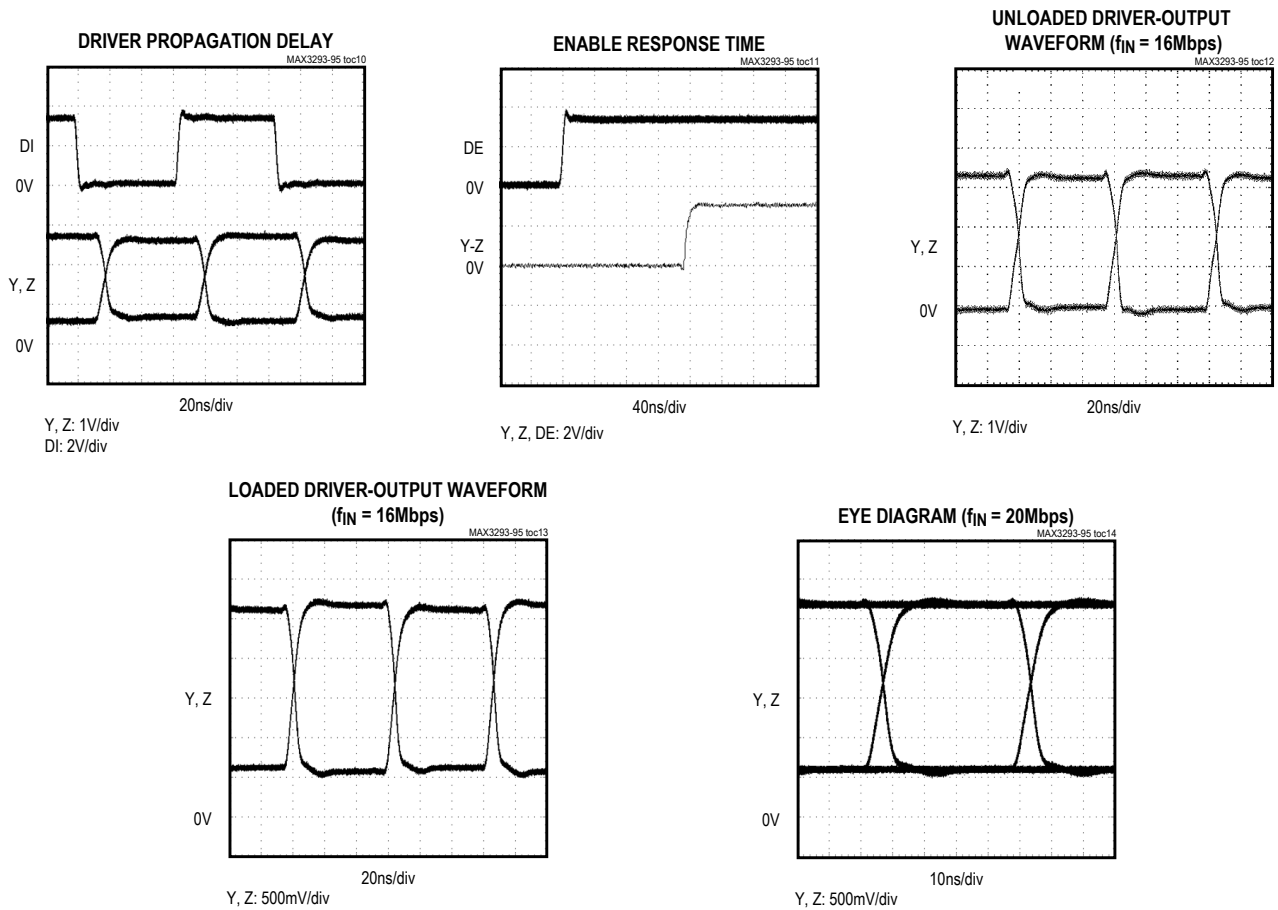 DRIVER PROPAGATION DELAY
MAX3293-95 toc10
DI
0V
Y, Z
0V
20ns/div
Y, Z: 1V/div
DI: 2V/div
ENABLE RESPONSE TIME
MAX3293-95 toc11
DE
0V
Y-Z
0V
40ns/div
Y, Z, DE: 2V/div
UNLOADED DRIVER-OUTPUT
WAVEFORM (fIN = 16Mbps)
MAX3293-95 toc12
Y, Z
0V
20ns/div
Y, Z: 1V/div
LOADED DRIVER-OUTPUT WAVEFORM
(fIN = 16Mbps)
MAX3293-95 toc13
Y, Z
0V
20ns/div
Y, Z: 500mV/div
EYE DIAGRAM (fIN = 20Mbps)
MAX3293-95 toc14
Y, Z
0V
10ns/div
Y, Z: 500mV/div